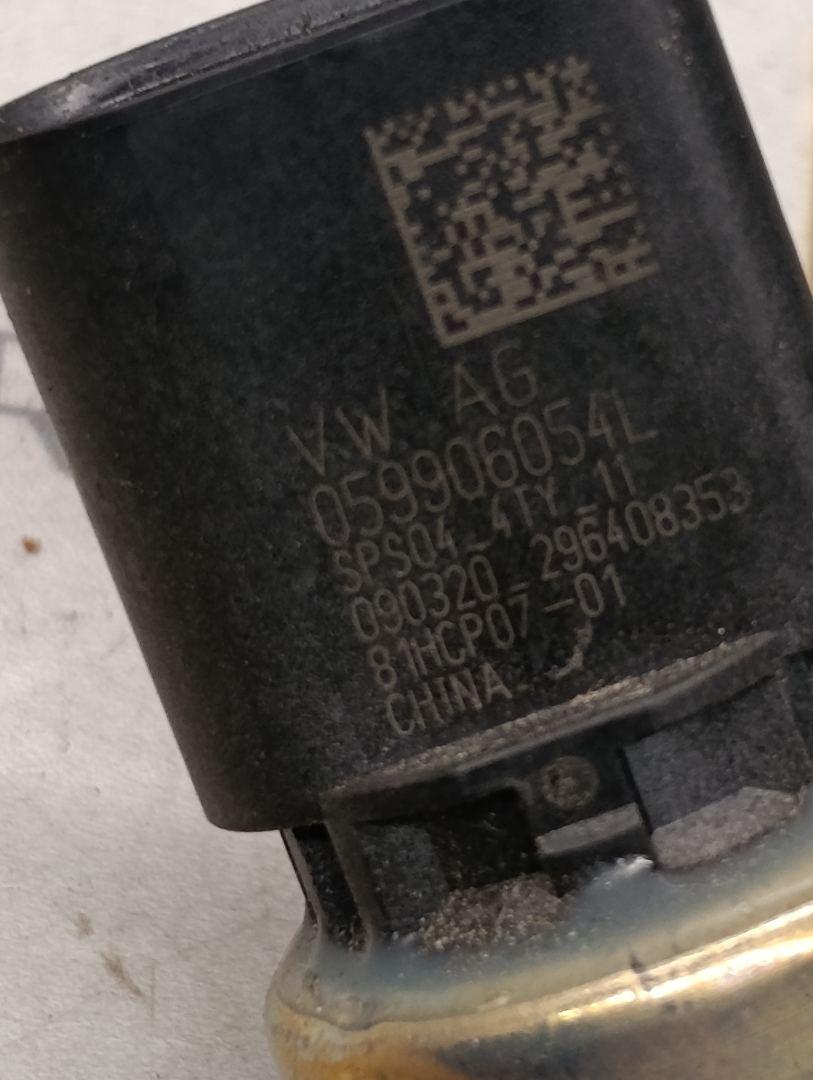 VW AG
059906054L
SPS04_4TY_11
090320_296408353
81HCP07-01
CHINA